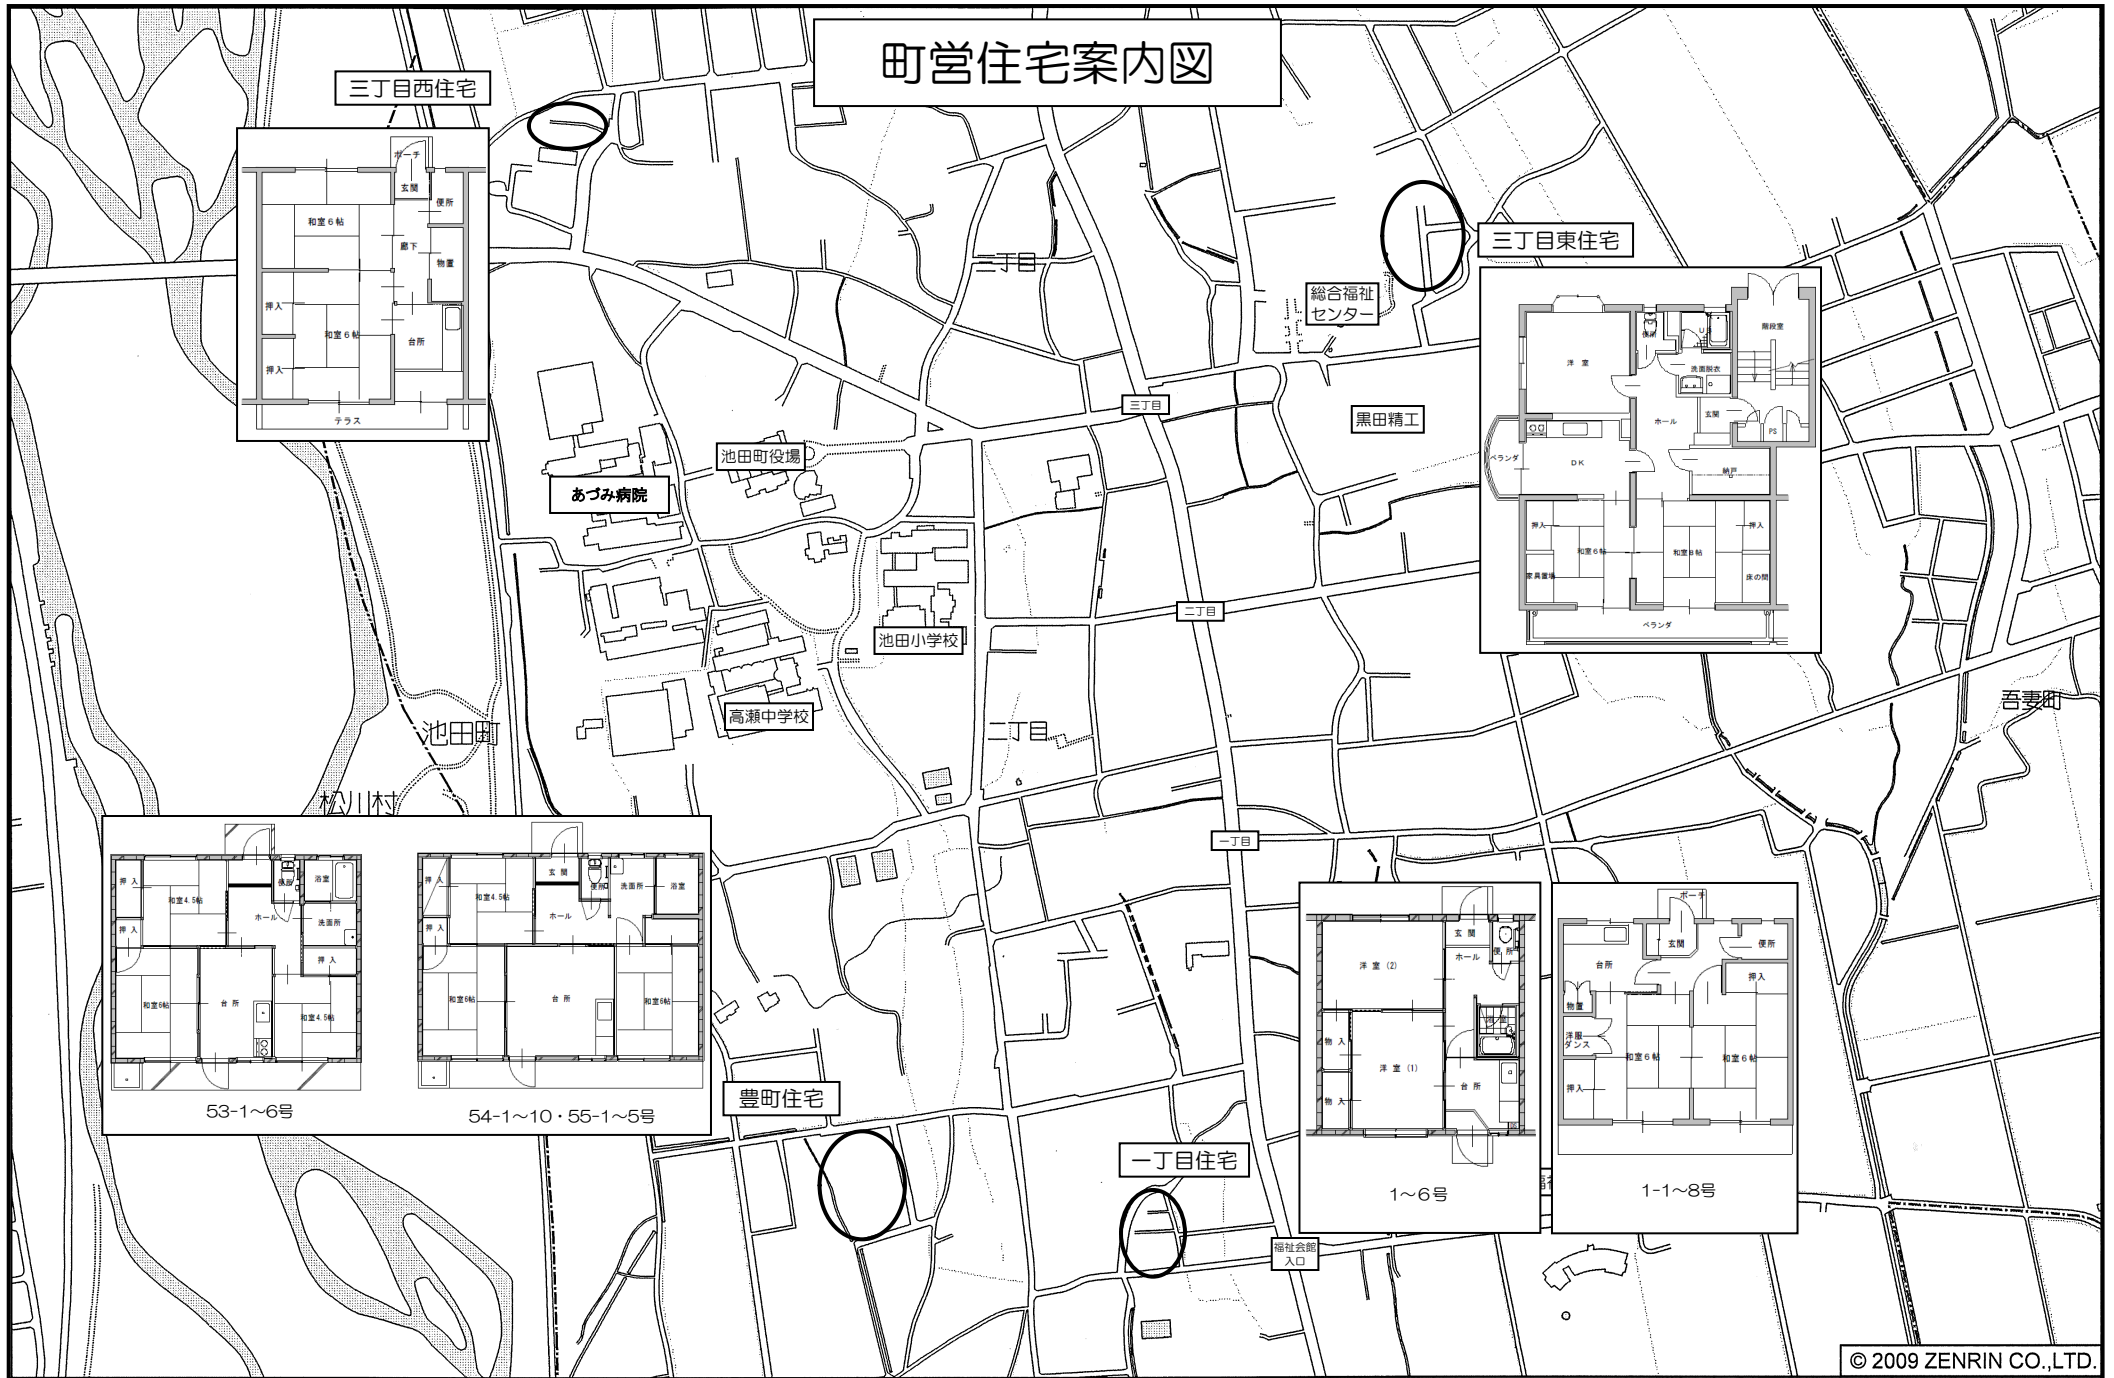 町営住宅案内図
三丁目西住宅
ポーチ
玄関
便所
和室6帖
廊下
物置
押入
和室6帖
台所
押入
テラス
三丁目
三丁目東住宅
総合福祉
センター
階段室
便所
UB
洋室
洗面脱衣
玄関
ホール
PS
ベランダ
DK
納戸
押入
押入
和室6帖
和室8帖
家具置場
床の間
ベランダ
三丁目
黒田精工
池田町役場
あづみ病院
二丁目
池田小学校
高瀬中学校
二丁目
吾妻町
池田町
松川村
一丁目
押入
和室4.5帖
便所
浴室
ホール
洗面所
押入
押入
和室6帖
台所
和室4.5帖
53-1~6号
押入
和室4.5帖
玄関
便所
洗面所
浴室
ホール
押入
和室6帖
台所
和室6帖
54-1~10・55-1~5号
豊町住宅
一丁目住宅
玄関
便所
ホール
洋室(2)
浴室
物入
洋室(1)
台所
物入
1~6号
ポーチ
玄関
便所
台所
押入
物置
洋服
ダンス
和室6帖
和室6帖
押入
1-1~8号
福祉会館
入口
© 2009 ZENRIN CO.,LTD.